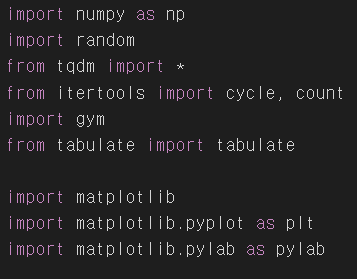 import numpy as np
import random
from tqdm import *
from itertools import cycle, count
import gym
from tabulate import tabulate
import matplotlib
import matplotlib.pyplot as plt
import matplotlib.pylab as pylab